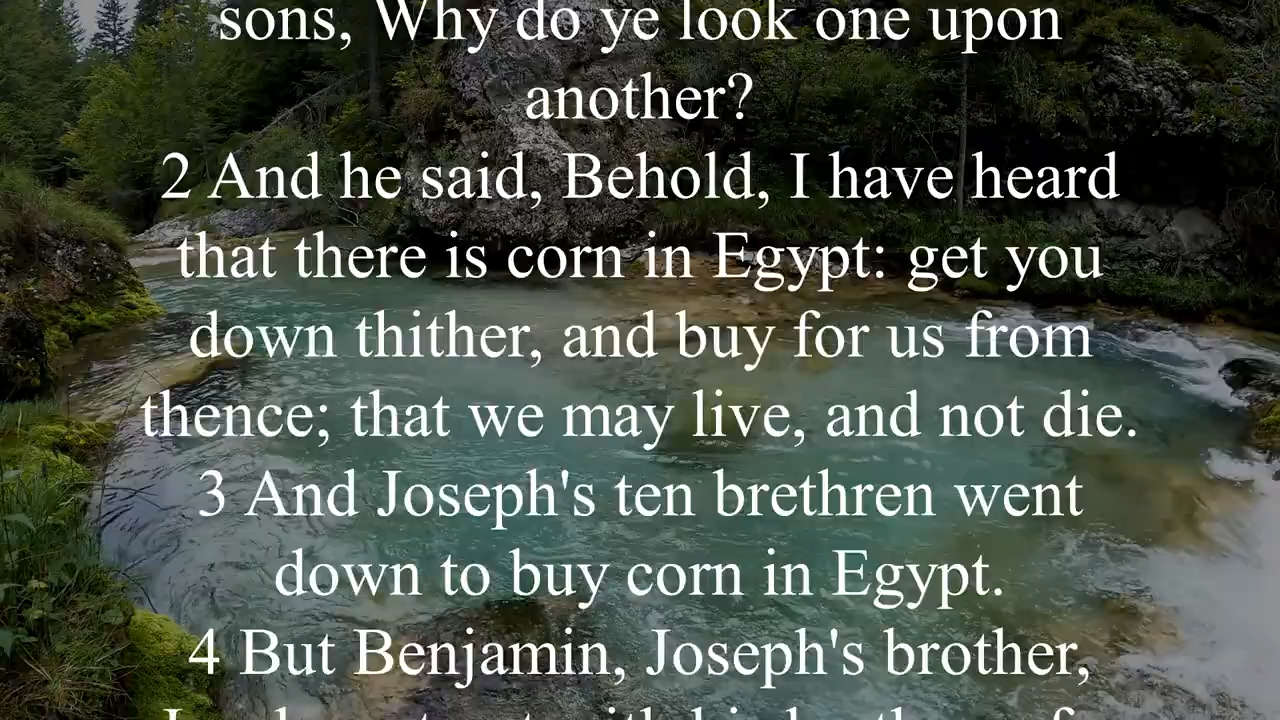 sons, Why do ye look one upon
another?
2 And he said, Behold, I have heard
that there is corn in Egypt: get you
down thither, and buy for us from
thence; that we may live, and not die.
3 And Joseph's ten brethren went
down to buy corn in Egypt.
4 But Benjamin, Joseph's brother,